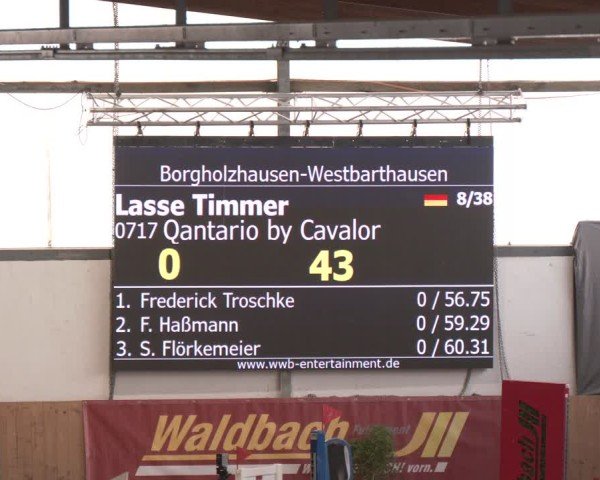 Borgholzhausen-Westbarthausen
Lasse Timmer 8/38
0717 Qantario by Cavalor
0 43
1. Frederick Troschke 0 / 56.75
2. F. Haßmann 0 / 59.29
3. S. Flörkemeier 0 / 60.31
www.wwb-entertainment.de
Waldbach
vorn.